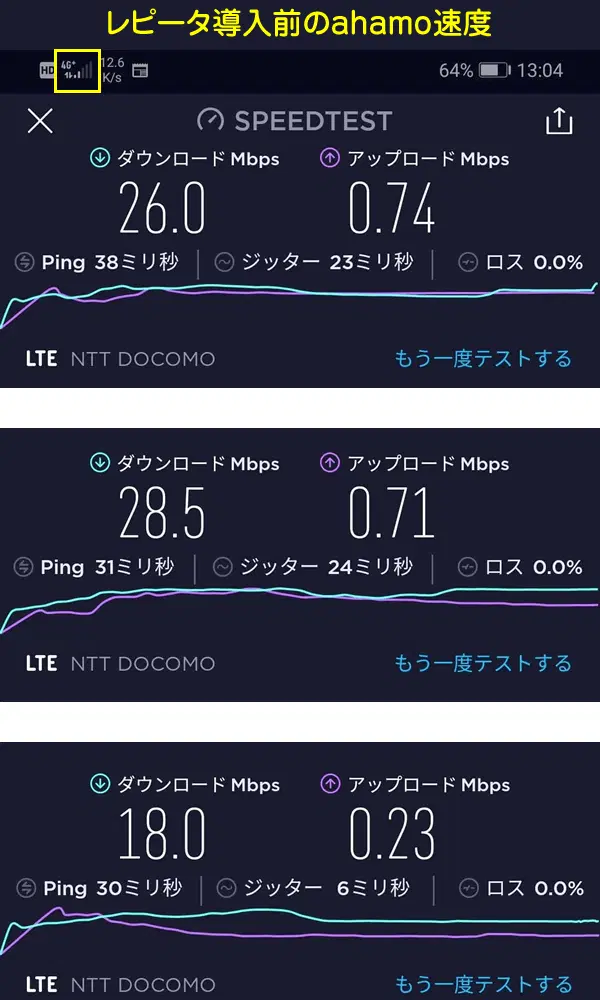 レピータ導入前のahamo速度
HD 4G+ 12.6 K/s 64% 13:04
SPEEDTEST
ダウンロード Mbps アップロード Mbps
26.0 0.74
Ping 38ミリ秒 ジッター 23ミリ秒 ロス 0.0%
LTE NTT DOCOMO もう一度テストする
ダウンロード Mbps アップロード Mbps
28.5 0.71
Ping 31ミリ秒 ジッター 24ミリ秒 ロス 0.0%
LTE NTT DOCOMO もう一度テストする
ダウンロード Mbps アップロード Mbps
18.0 0.23
Ping 30ミリ秒 ジッター 6ミリ秒 ロス 0.0%
LTE NTT DOCOMO もう一度テストする